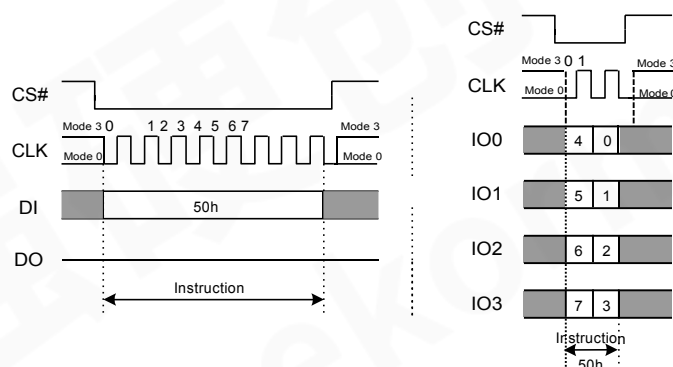 CS#
Mode 3 0 1 2 3 4 5 6 7 Mode 3
CLK
Mode 0 Mode 0
DI 50h
DO
Instruction
CS#
Mode 3 0 1 Mode 3
CLK
Mode 0 Mode 0
IO0 4 0
IO1 5 1
IO2 6 2
IO3 7 3
Instruction
50h